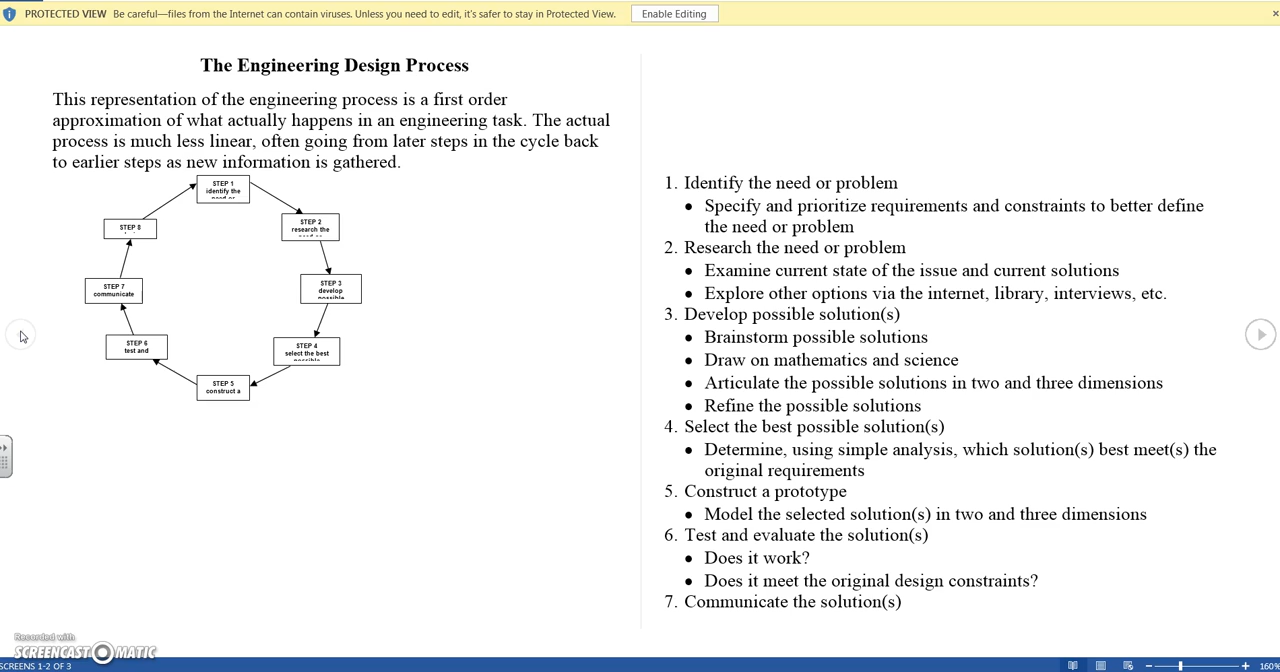 PROTECTED VIEW Be careful—files from the Internet can contain viruses. Unless you need to edit, it's safer to stay in Protected View. Enable Editing
The Engineering Design Process
This representation of the engineering process is a first order
approximation of what actually happens in an engineering task. The actual
process is much less linear, often going from later steps in the cycle back
to earlier steps as new information is gathered.
STEP 1
identify the
STEP 2
research the
STEP 3
develop
possible
STEP 4
select the best
possible
STEP 5
construct a
STEP 6
test and
STEP 7
communicate
STEP 8
1. Identify the need or problem
• Specify and prioritize requirements and constraints to better define
the need or problem
2. Research the need or problem
• Examine current state of the issue and current solutions
• Explore other options via the internet, library, interviews, etc.
3. Develop possible solution(s)
• Brainstorm possible solutions
• Draw on mathematics and science
• Articulate the possible solutions in two and three dimensions
• Refine the possible solutions
4. Select the best possible solution(s)
• Determine, using simple analysis, which solution(s) best meet(s) the
original requirements
5. Construct a prototype
• Model the selected solution(s) in two and three dimensions
6. Test and evaluate the solution(s)
• Does it work?
• Does it meet the original design constraints?
7. Communicate the solution(s)
Recorded with
SCREENCAST-O-MATIC
SCREENS 1-2 OF 3
160%